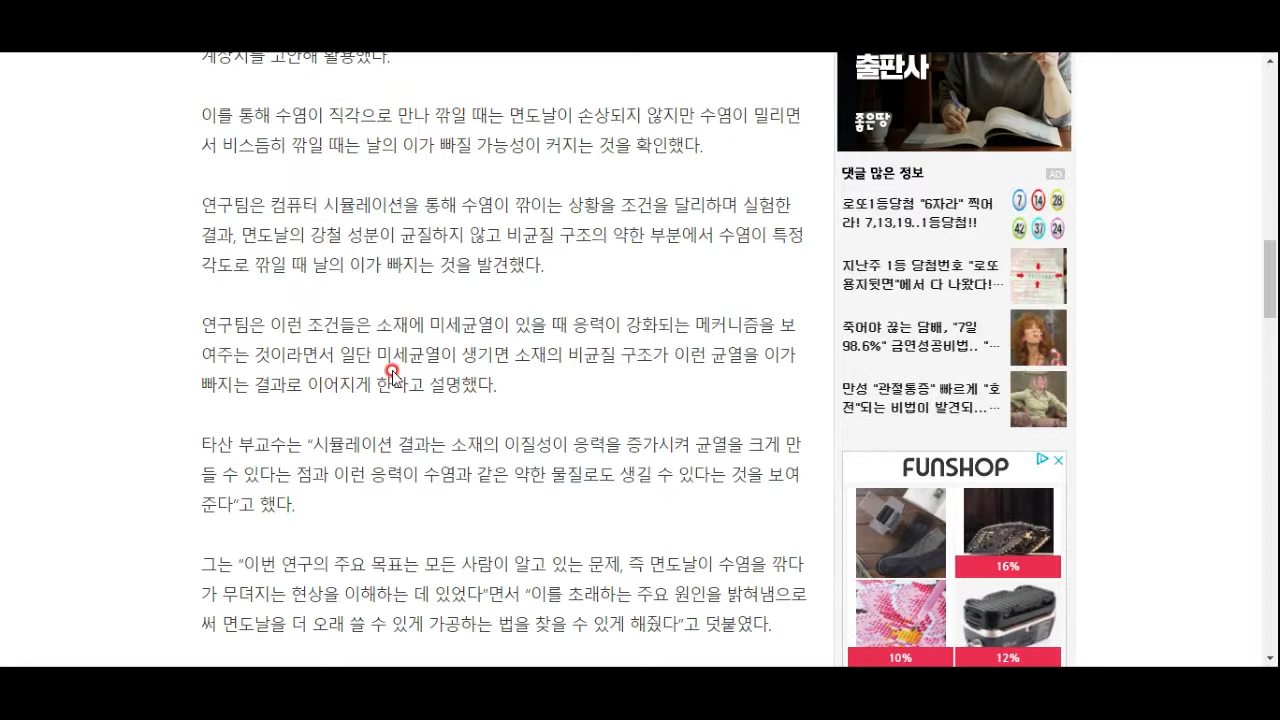 계장치를 고안해 활용했다.
이를 통해 수염이 직각으로 만나 깎일 때는 면도날이 손상되지 않지만 수염이 밀리면
서 비스듬히 깎일 때는 날의 이가 빠질 가능성이 커지는 것을 확인했다.
연구팀은 컴퓨터 시뮬레이션을 통해 수염이 깎이는 상황을 조건을 달리하며 실험한
결과, 면도날의 강철 성분이 균질하지 않고 비균질 구조의 약한 부분에서 수염이 특정
각도로 깎일 때 날의 이가 빠지는 것을 발견했다.
연구팀은 이런 조건들은 소재에 미세균열이 있을 때 응력이 강화되는 메커니즘을 보
여주는 것이라면서 일단 미세균열이 생기면 소재의 비균질 구조가 이런 균열을 이가
빠지는 결과로 이어지게 한다고 설명했다.
타산 부교수는 “시뮬레이션 결과는 소재의 이질성이 응력을 증가시켜 균열을 크게 만
들 수 있다는 점과 이런 응력이 수염과 같은 약한 물질로도 생길 수 있다는 것을 보여
준다”고 했다.
그는 “이번 연구의 주요 목표는 모든 사람이 알고 있는 문제, 즉 면도날이 수염을 깎다
가 무뎌지는 현상을 이해하는 데 있었다”면서 “이를 초래하는 주요 원인을 밝혀냄으로
써 면도날을 더 오래 쓸 수 있게 가공하는 법을 찾을 수 있게 해줬다”고 덧붙였다.
출판사
좋은땅
댓글 많은 정보
AD
로또1등당첨 "6자라" 찍어
라! 7,13,19..1등당첨!!
7 14 28
42 37 24
지난주 1등 당첨번호 "로또
용지뒷면"에서 다 나왔다!…
죽어야 끊는 담배, "7일
98.6%" 금연성공비법.. "…
만성 "관절통증" 빠르게 "호
전"되는 비법이 발견되…
FUNSHOP
16%
10%
12%